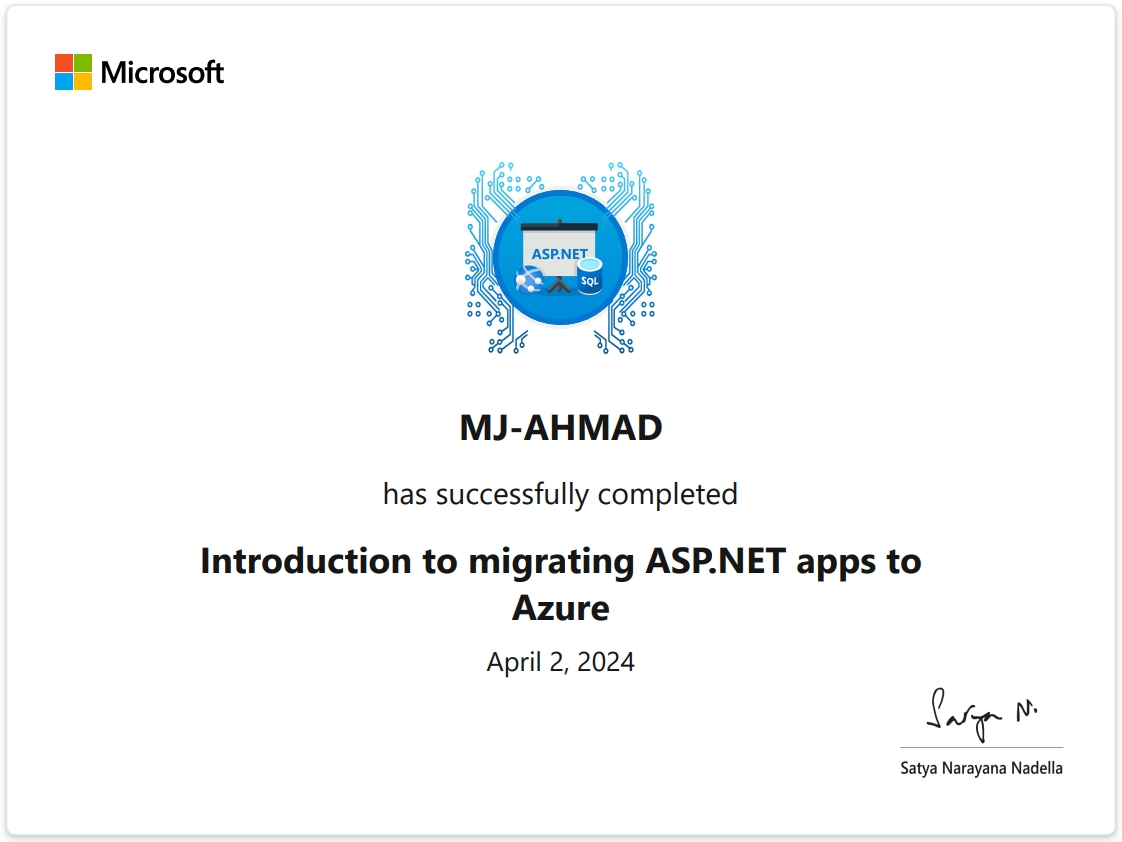 Microsoft
ASP.NET
SQL
MJ-AHMAD
has successfully completed
Introduction to migrating ASP.NET apps to
Azure
April 2, 2024
Satya N.
Satya Narayana Nadella